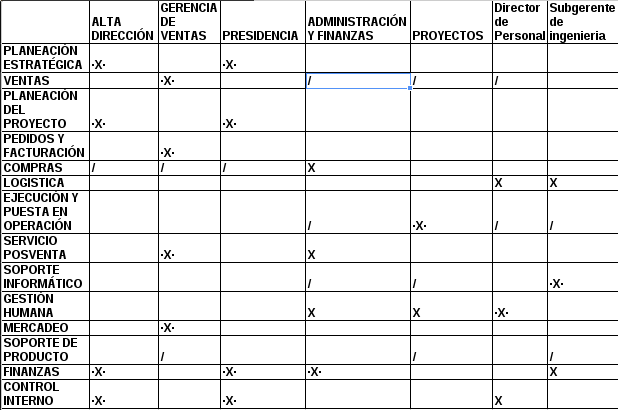 ALTA DIRECCIÓN GERENCIA DE VENTAS PRESIDENCIA ADMINISTRACIÓN Y FINANZAS PROYECTOS Director de Personal Subgerente de ingenieria
PLANEACIÓN ESTRATÉGICA ·X· ·X·
VENTAS ·X· / / /
PLANEACIÓN DEL PROYECTO ·X· ·X·
PEDIDOS Y FACTURACIÓN ·X·
COMPRAS / / / X
LOGISTICA X X
EJECUCIÓN Y PUESTA EN OPERACIÓN / ·X· / /
SERVICIO POSVENTA ·X· X
SOPORTE INFORMÁTICO / / ·X·
GESTIÓN HUMANA X X ·X·
MERCADEO ·X·
SOPORTE DE PRODUCTO / / /
FINANZAS ·X· ·X· ·X· X
CONTROL INTERNO ·X· ·X· X